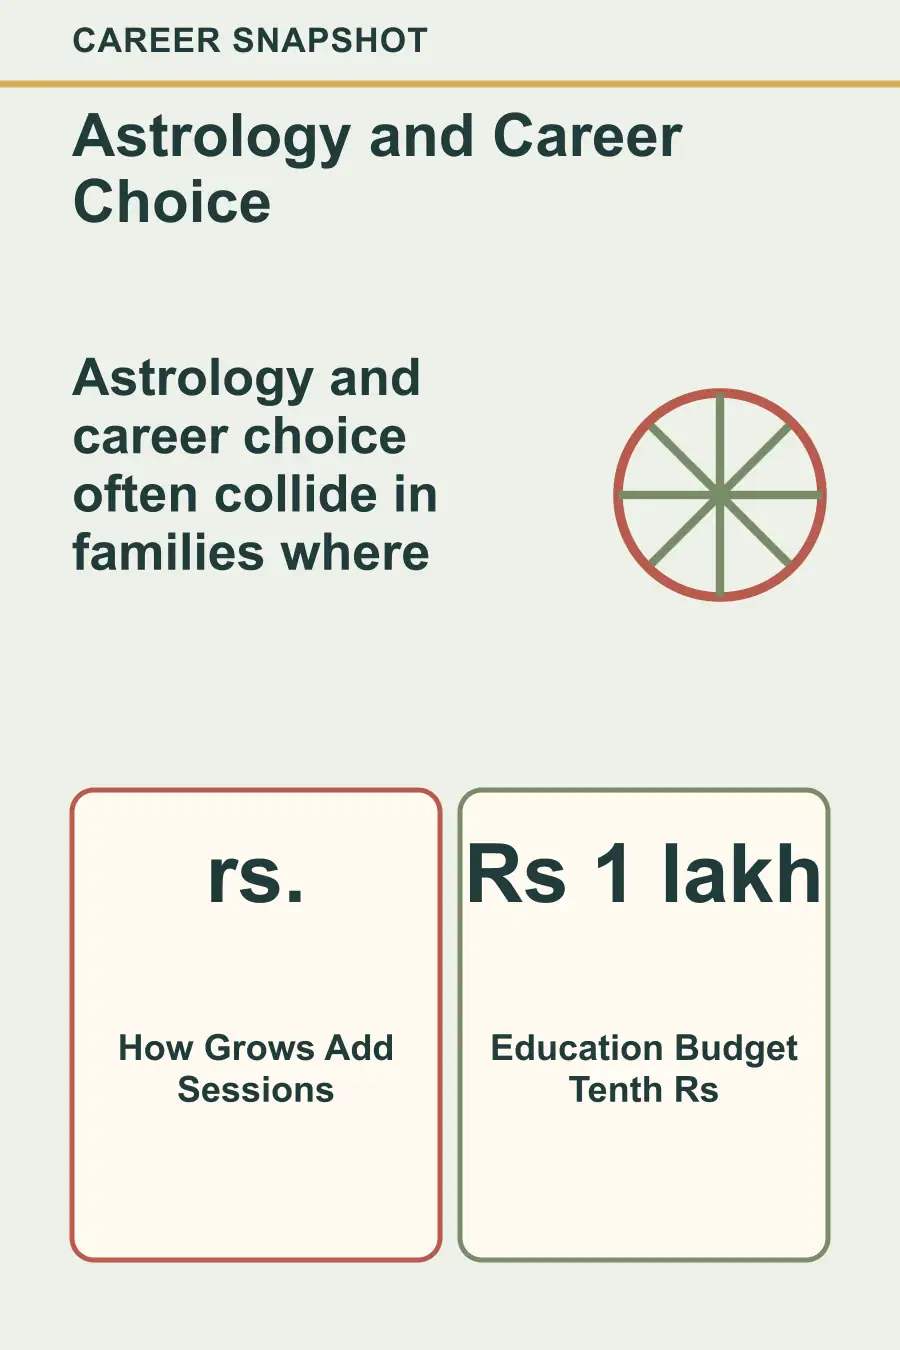 CAREER SNAPSHOT
Astrology and Career
Choice
Astrology and
career choice
often collide in
families where
rs.
How Grows Add
Sessions
Rs 1 lakh
Education Budget
Tenth Rs